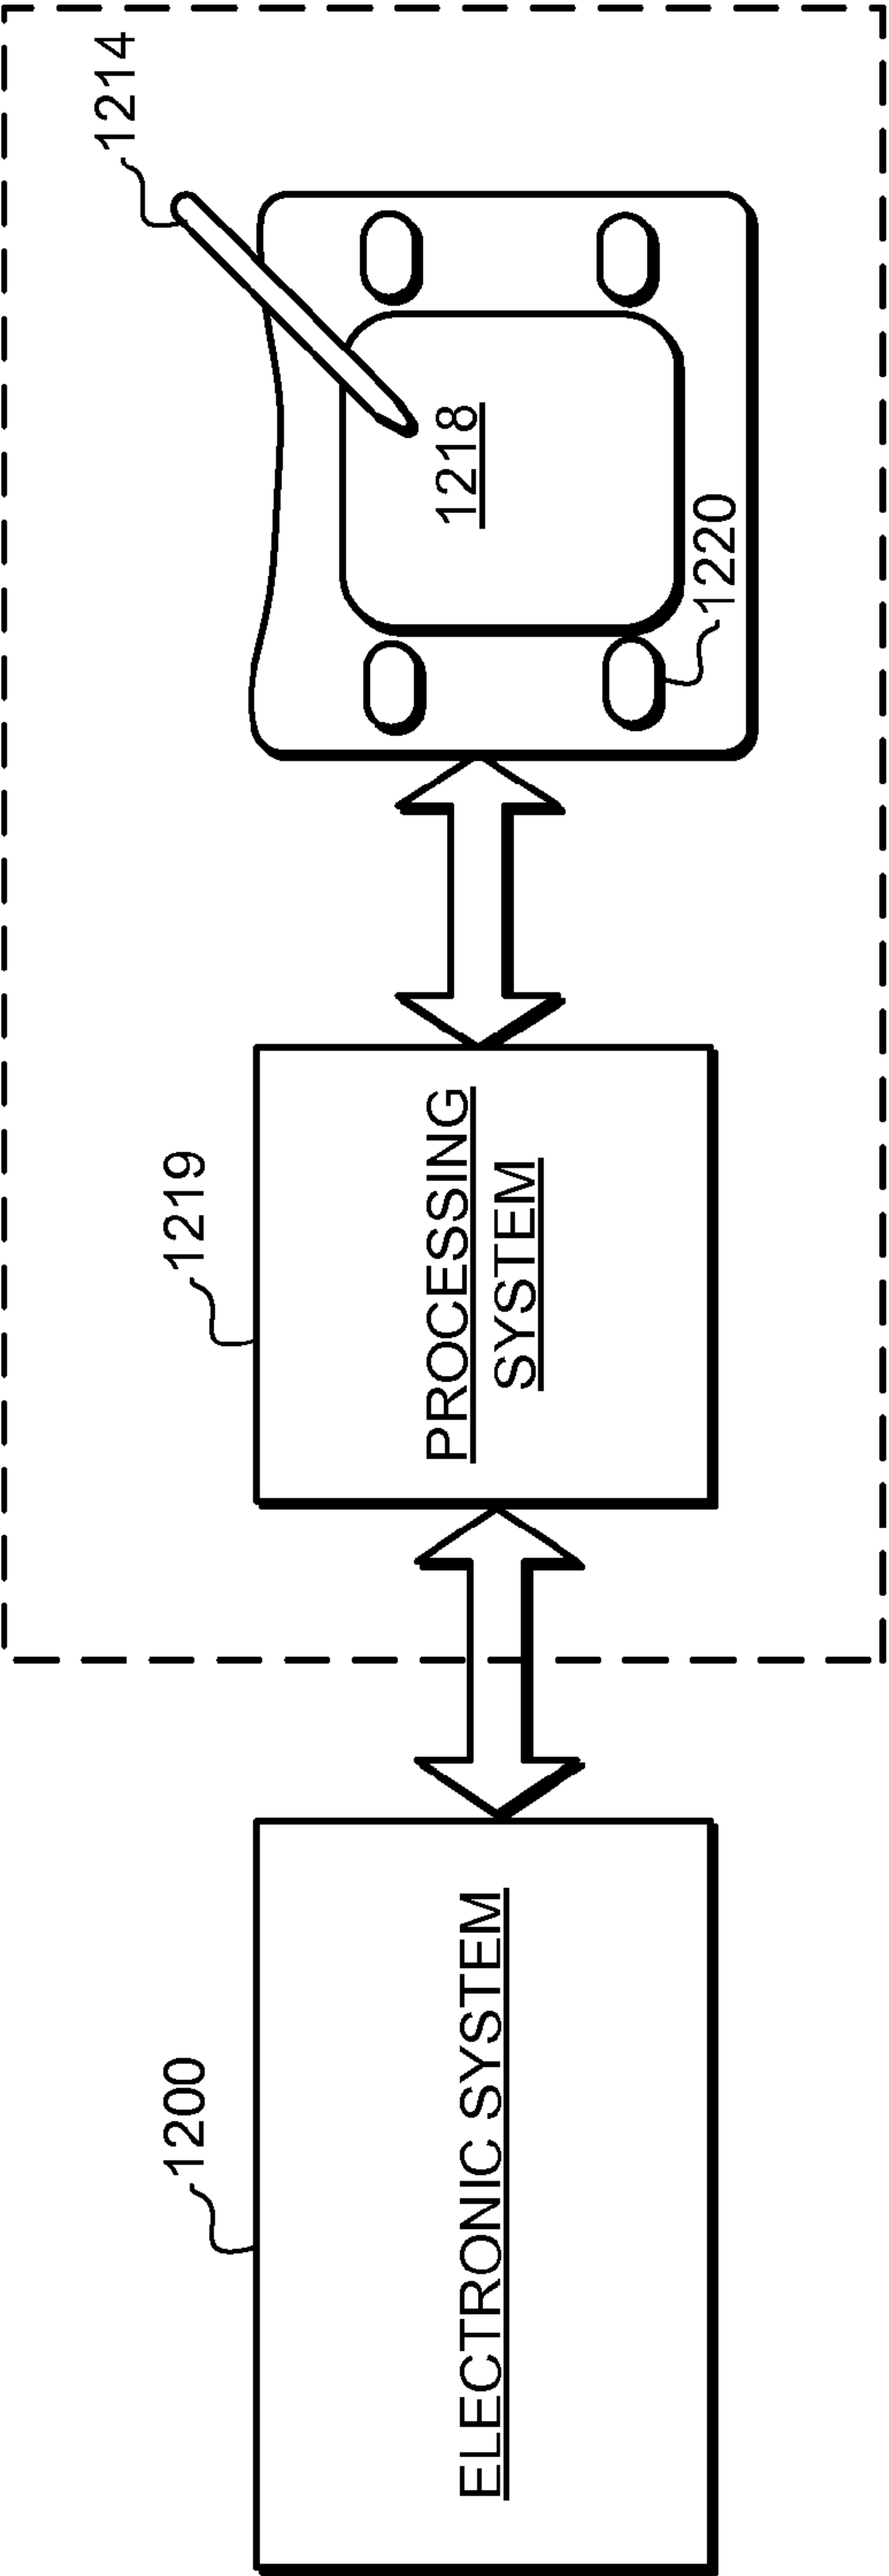 1200
ELECTRONIC SYSTEM
1219
PROCESSING
SYSTEM
1214
1218
1220